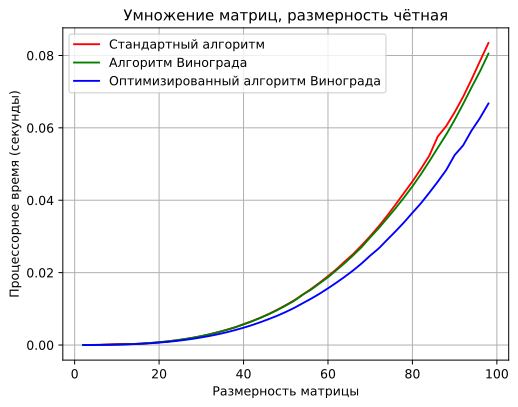 Умножение матриц, размерность чётная
Стандартный алгоритм
Алгоритм Винограда
Оптимизированный алгоритм Винограда
Процессорное время (секунды)
0.08
0.06
0.04
0.02
0.00
0 20 40 60 80 100
Размерность матрицы